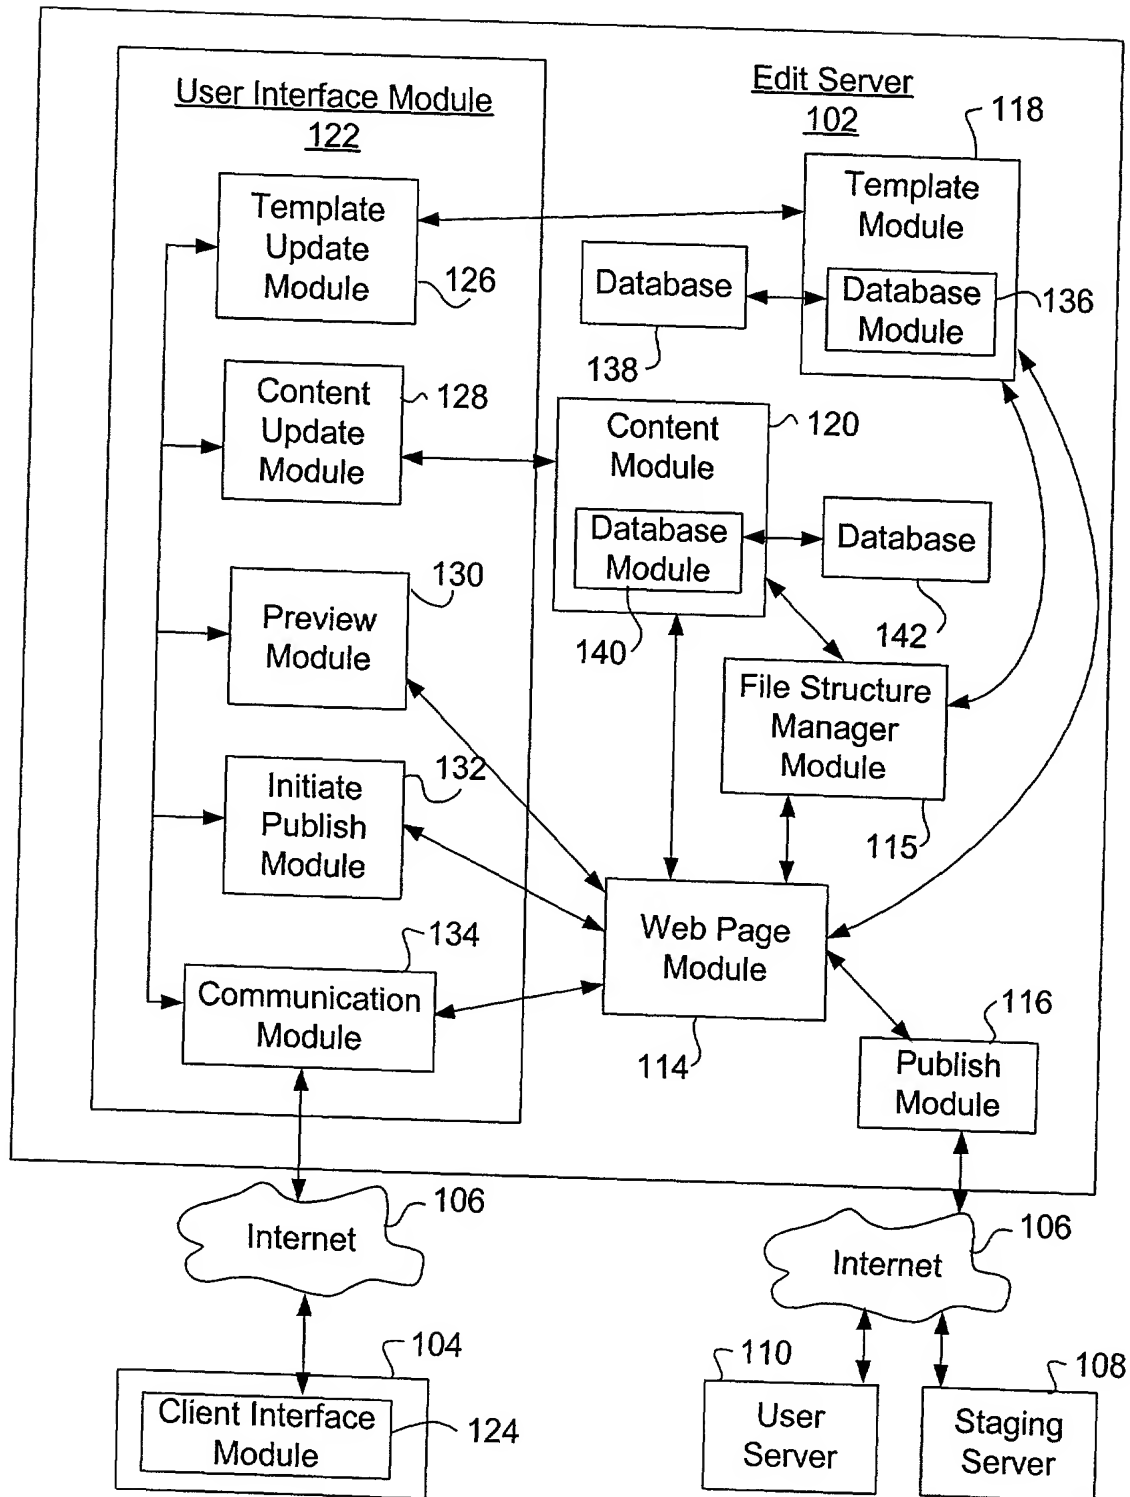 User Interface Module
122
Edit Server
102
118
Template
Update
Module
126
Template
Module
Database
138
Database
Module
136
Content
Update
Module
128
Content
Module
120
Database
Module
140
Database
142
Preview
Module
130
File Structure
Manager
Module
115
Initiate
Publish
Module
132
Web Page
Module
114
134
Communication
Module
116
Publish
Module
Internet
106
Internet
106
104
Client Interface
Module
124
110
User
Server
108
Staging
Server